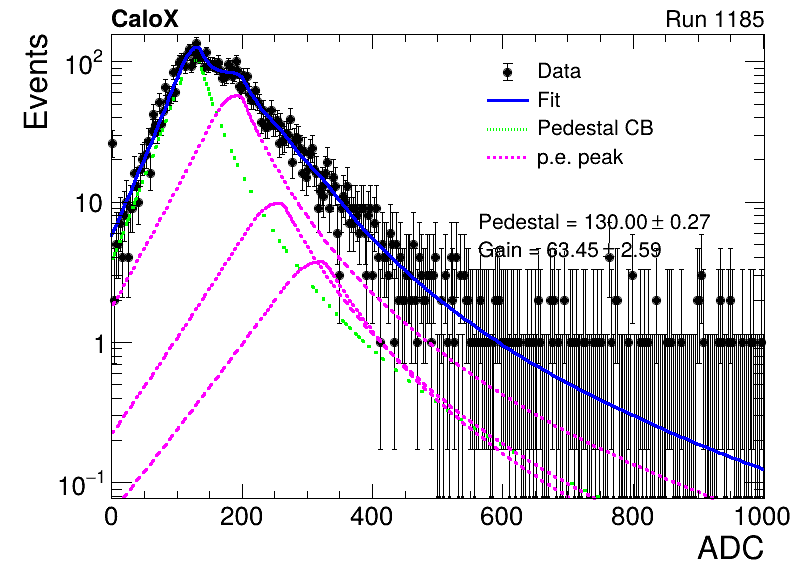 CaloX Run 1185
Events
10²
10
1
10⁻¹
Data
Fit
Pedestal CB
p.e. peak
Pedestal = 130.00 ± 0.27
Gain = 63.45 ± 2.59
0 200 400 600 800 1000
ADC